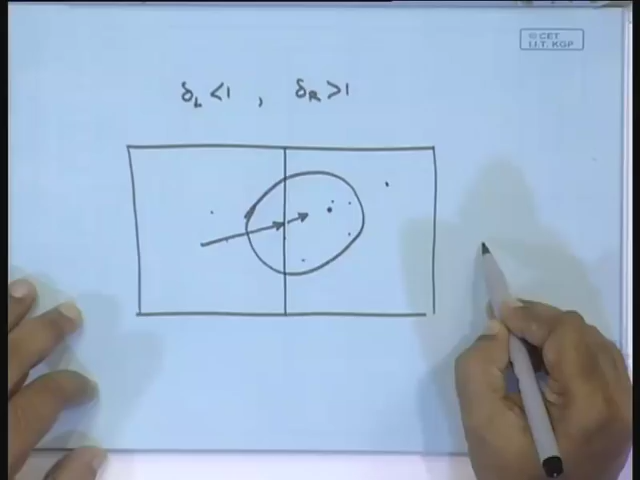 © CET
I.I.T. KGP
δ_L < 1 , δ_R > 1